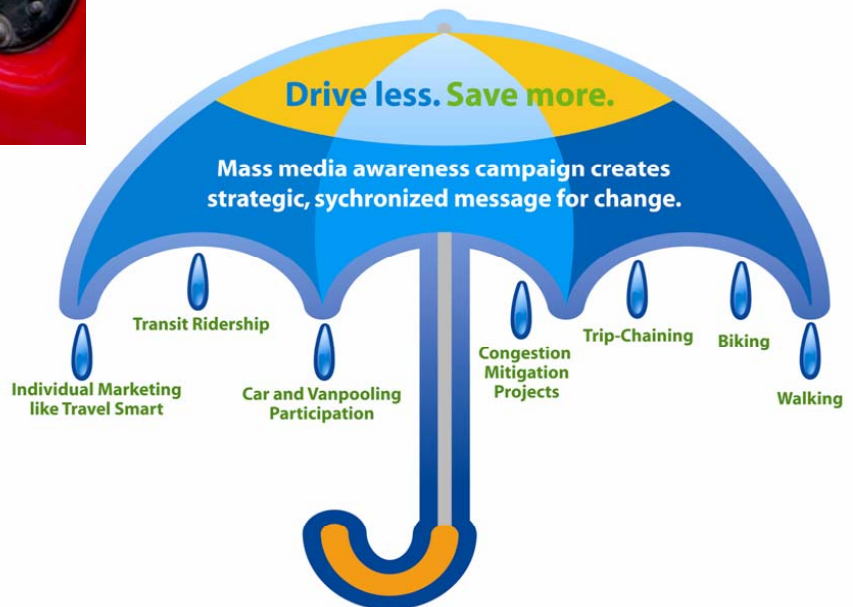 Drive less. Save more.
Mass media awareness campaign creates
strategic, sychronized message for change.
Individual Marketing
like Travel Smart
Transit Ridership
Car and Vanpooling
Participation
Congestion
Mitigation
Projects
Trip-Chaining
Biking
Walking